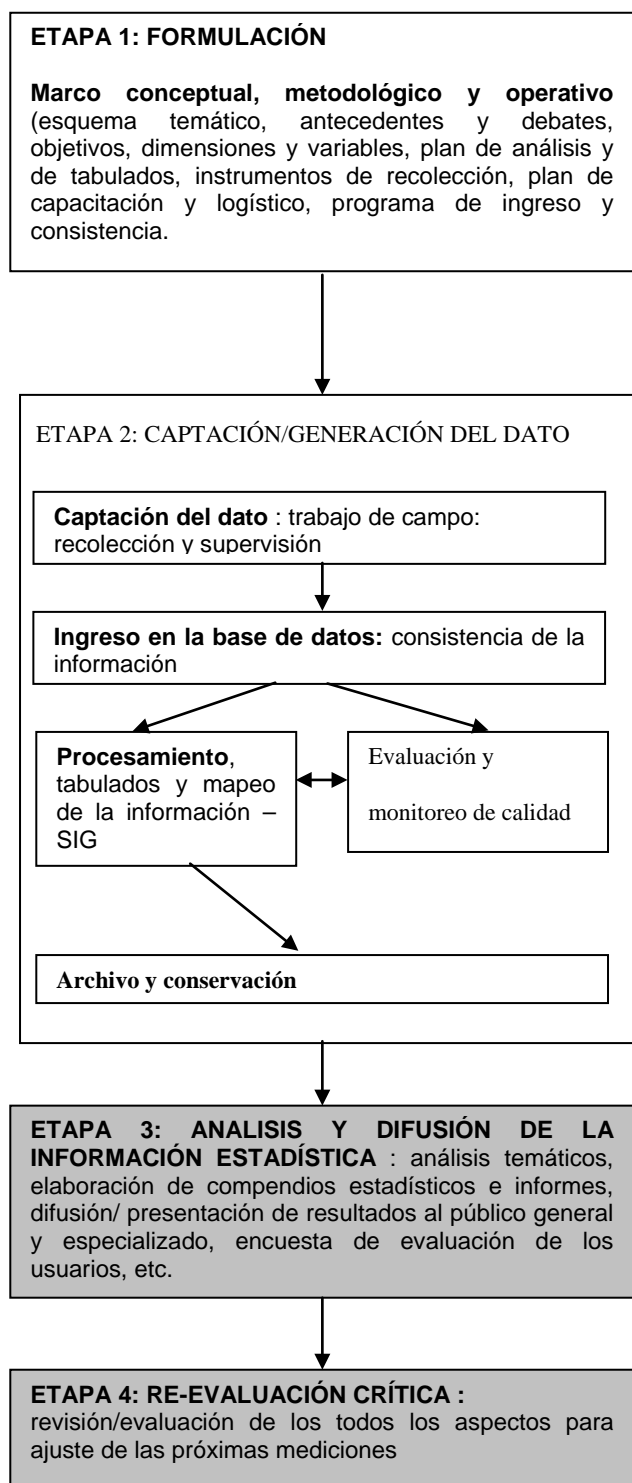 ETAPA 1: FORMULACIÓN
Marco conceptual, metodológico y operativo
(esquema temático, antecedentes y debates,
objetivos, dimensiones y variables, plan de análisis y
de tabulados, instrumentos de recolección, plan de
capacitación y logístico, programa de ingreso y
consistencia.
ETAPA 2: CAPTACIÓN/GENERACIÓN DEL DATO
Captación del dato : trabajo de campo:
recolección y supervisión
Ingreso en la base de datos: consistencia de la
información
Procesamiento,
tabulados y mapeo
de la información –
SIG
Evaluación y
monitoreo de calidad
Archivo y conservación
ETAPA 3: ANALISIS Y DIFUSIÓN DE LA
INFORMACIÓN ESTADÍSTICA : análisis temáticos,
elaboración de compendios estadísticos e informes,
difusión/ presentación de resultados al público general
y especializado, encuesta de evaluación de los
usuarios, etc.
ETAPA 4: RE-EVALUACIÓN CRÍTICA :
revisión/evaluación de los todos los aspectos para
ajuste de las próximas mediciones